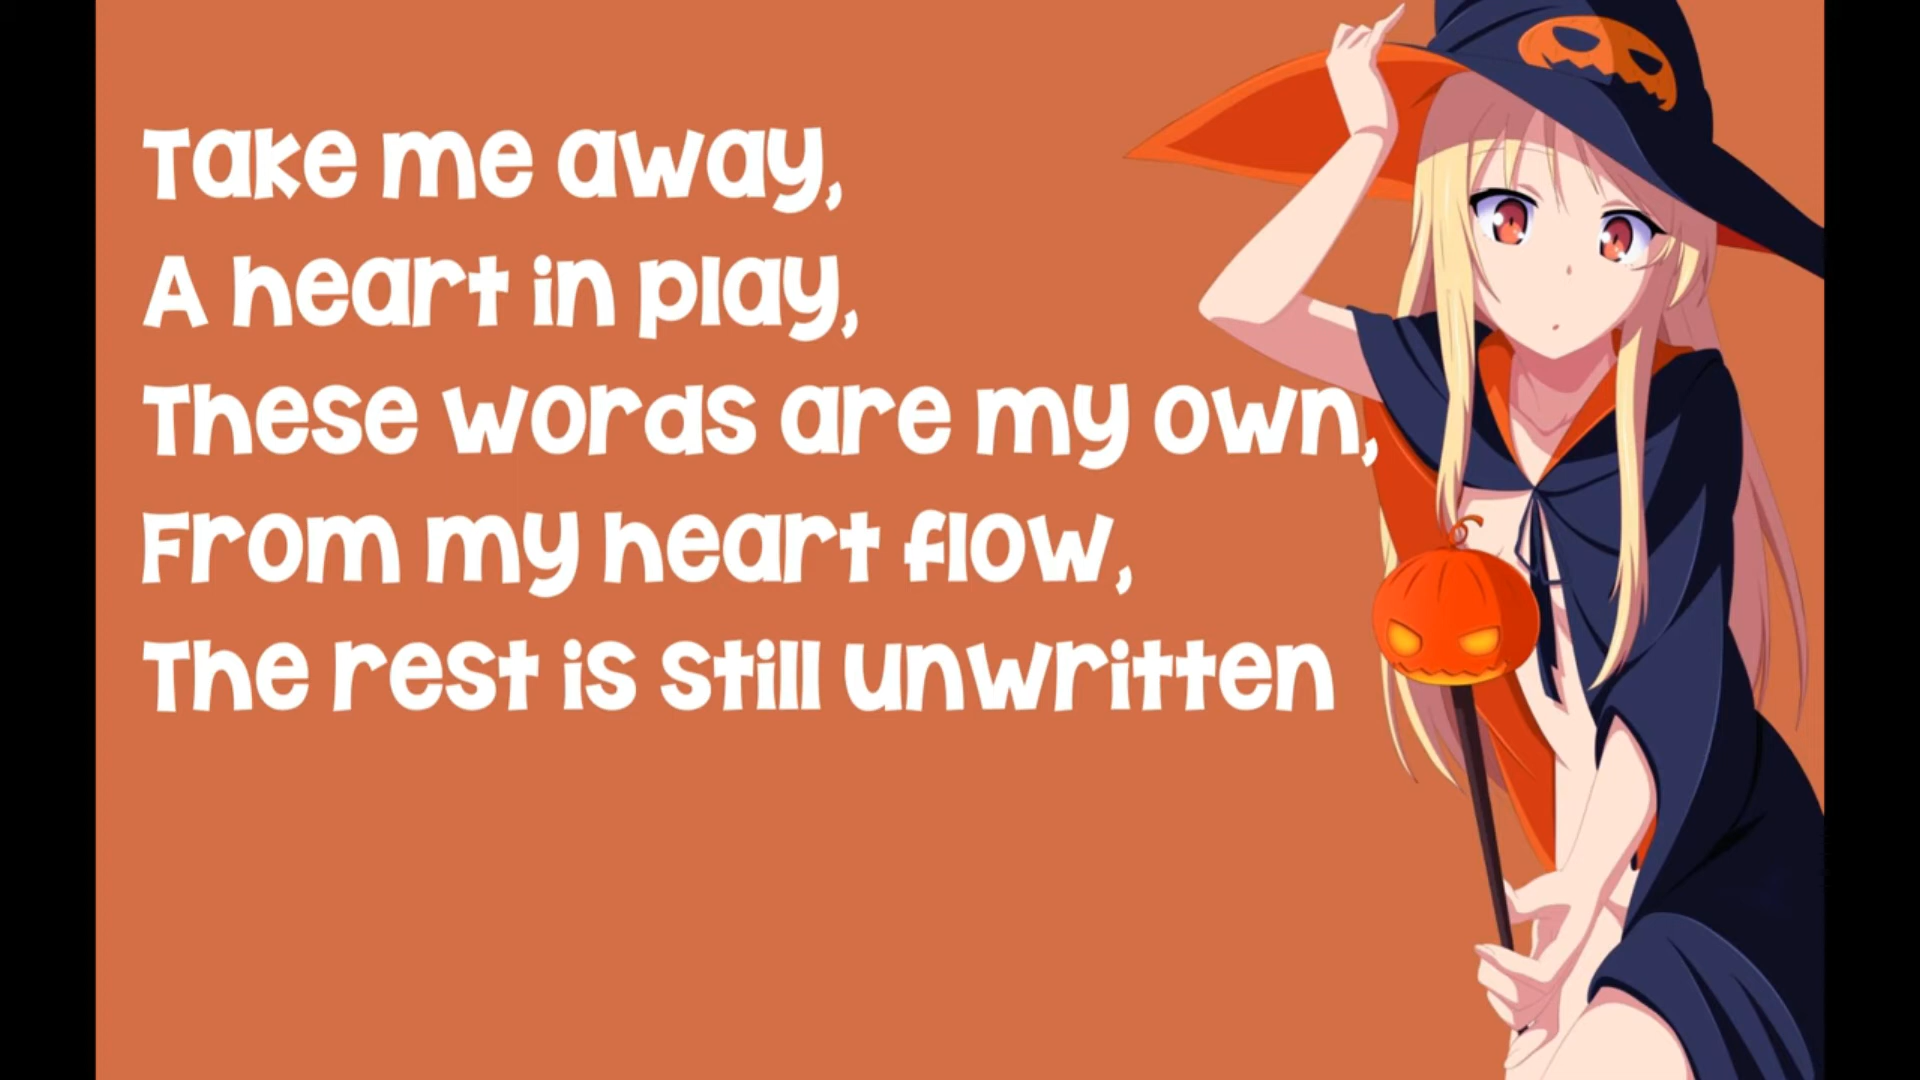 Take me away,
A heart in play,
These words are my own,
From my heart flow,
The rest is still unwritten